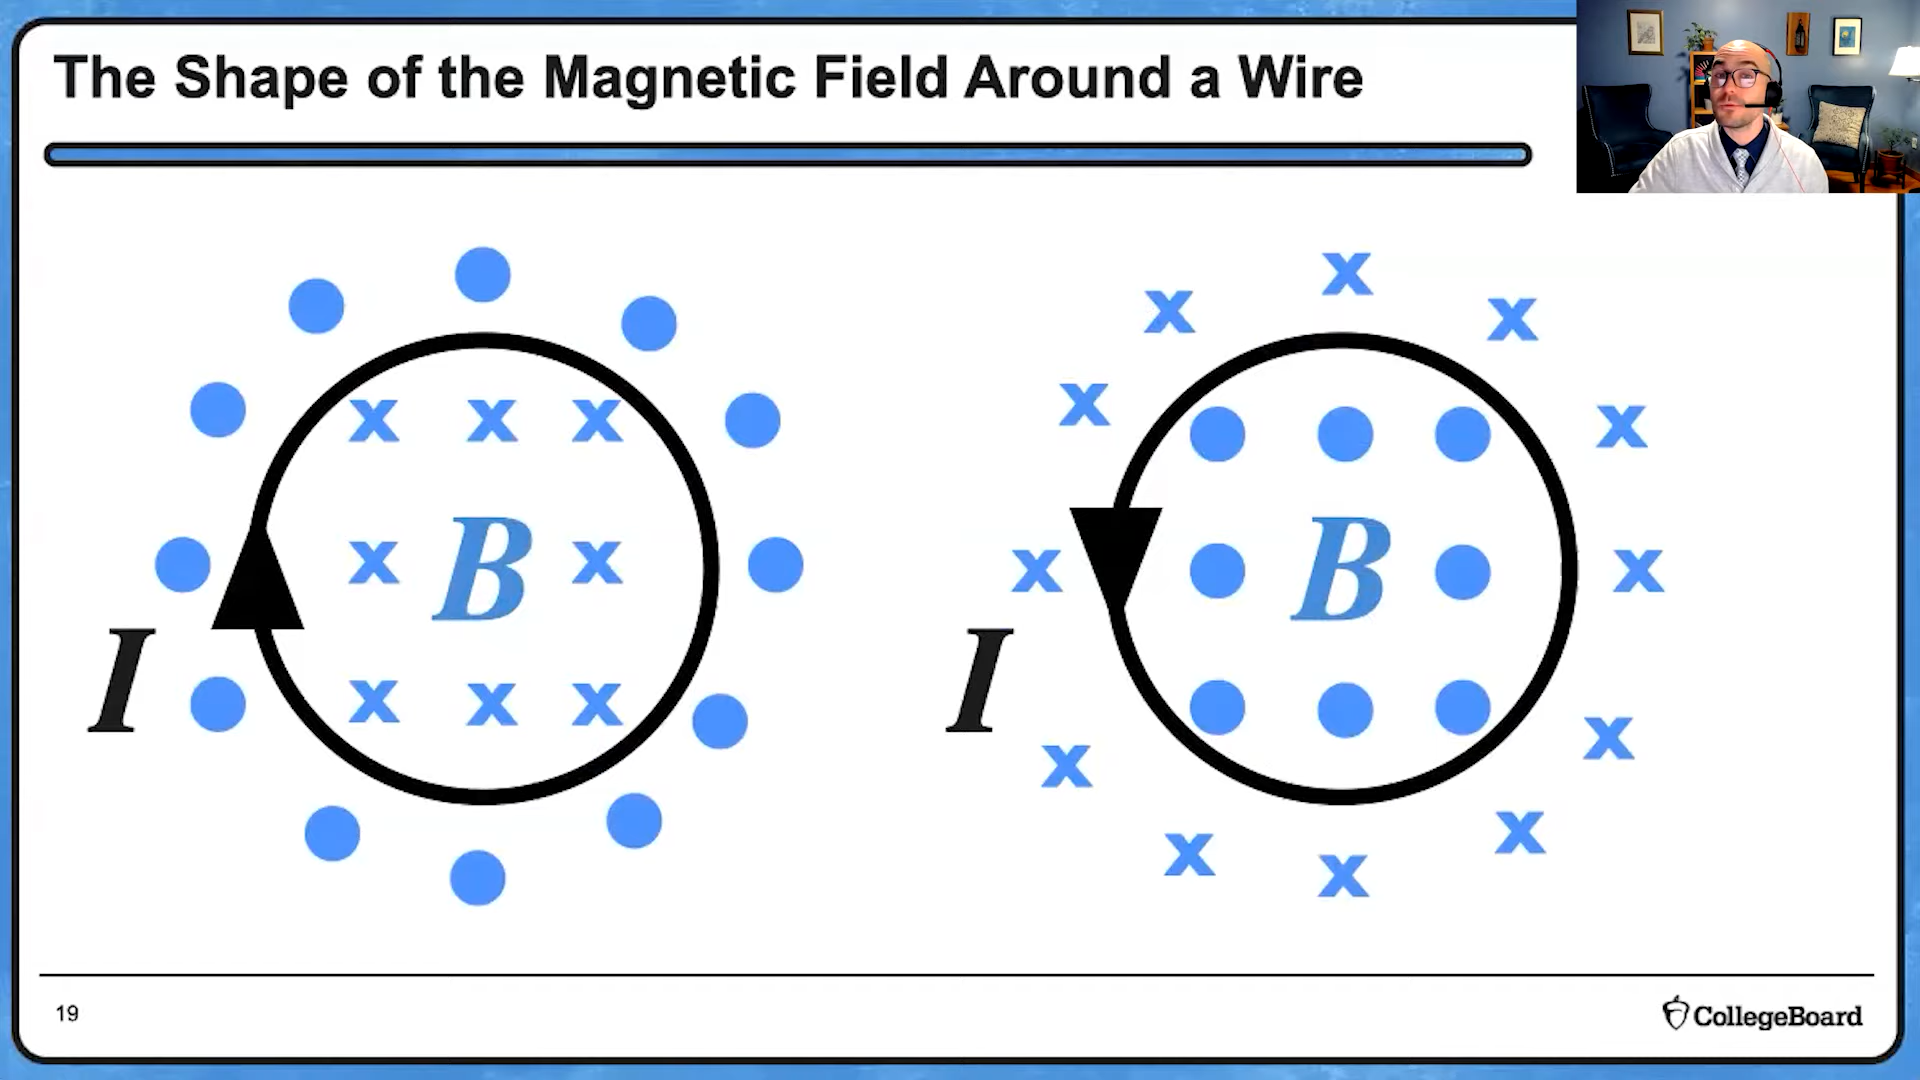 The Shape of the Magnetic Field Around a Wire
x
x x
x x x x x
x B x x B x
I I
x x x x x
x x x
19 CollegeBoard